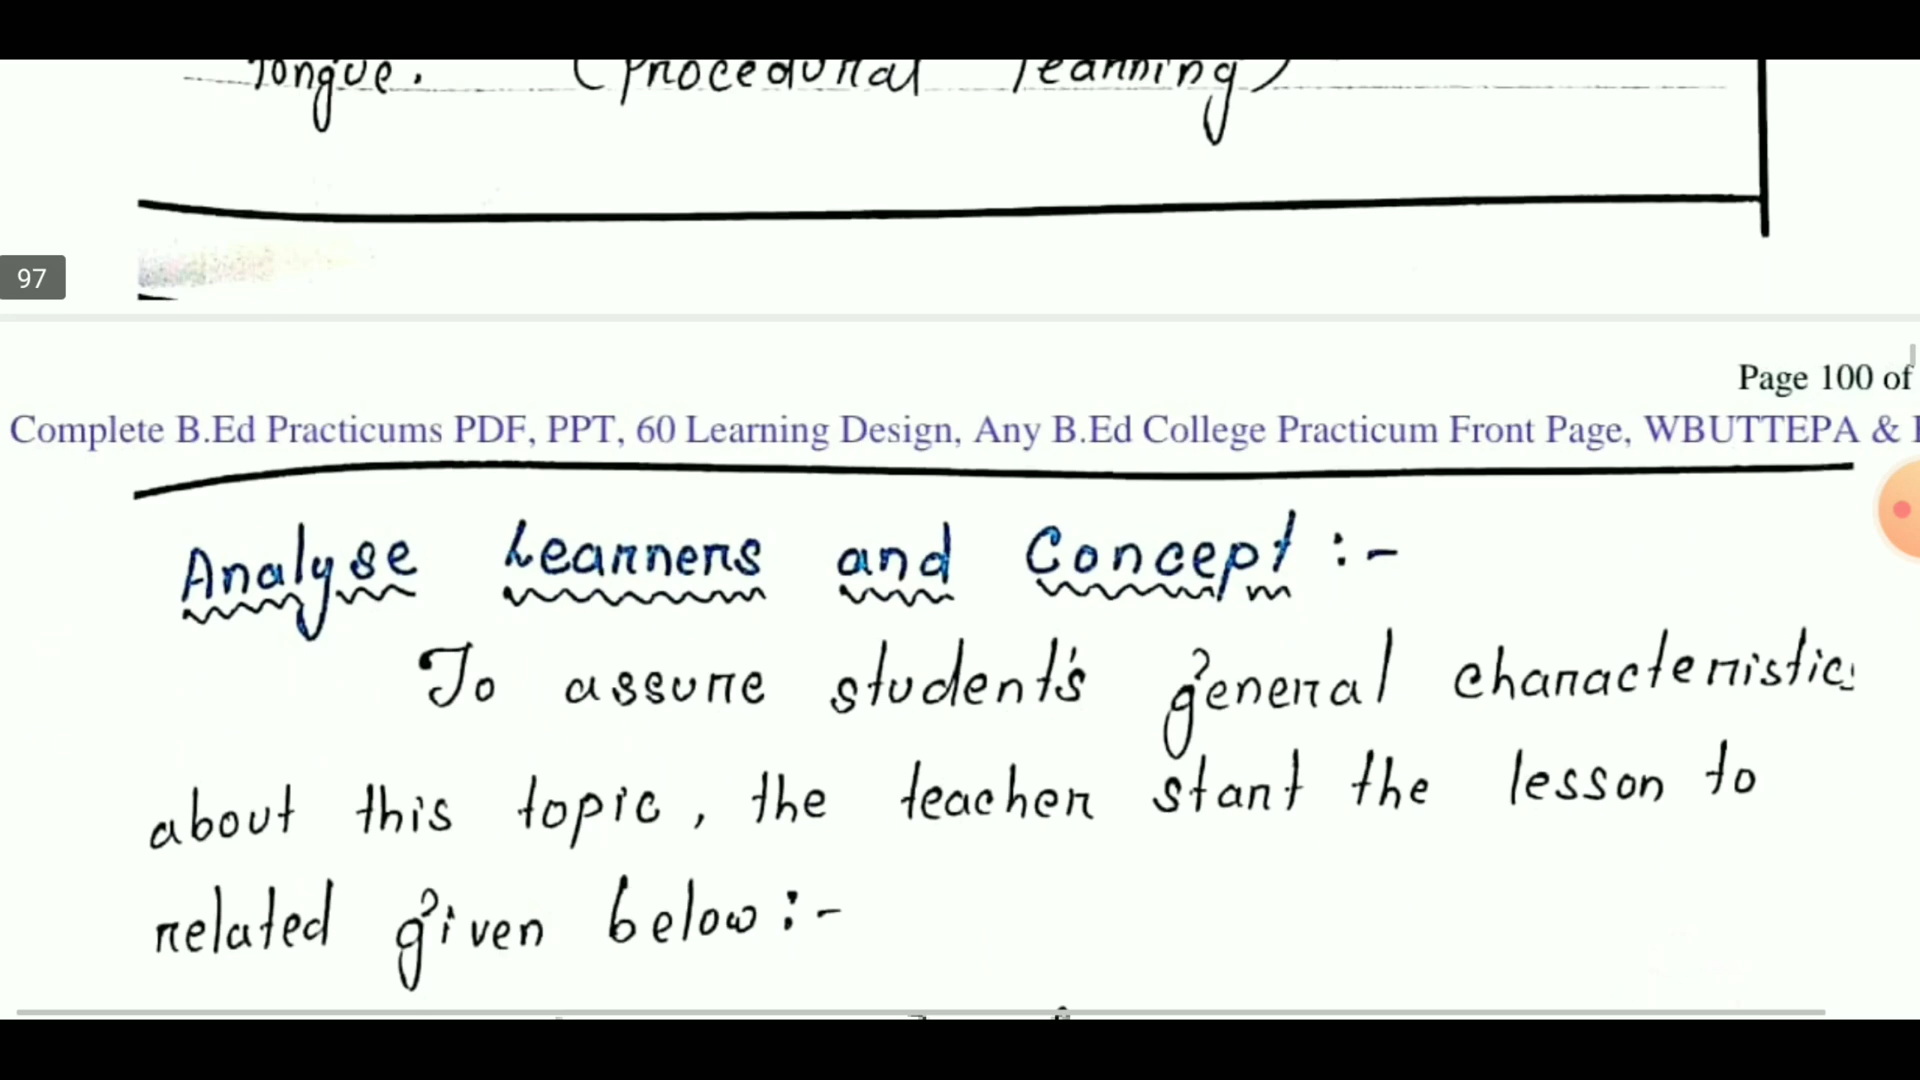 Tongue. (Procedural learning)
97
Page 100 of
Complete B.Ed Practicums PDF, PPT, 60 Learning Design, Any B.Ed College Practicum Front Page, WBUTTEPA &
Analyse Learners and Concept :-
To assure student's general characteristics
about this topic, the teacher start the lesson to
related given below :-